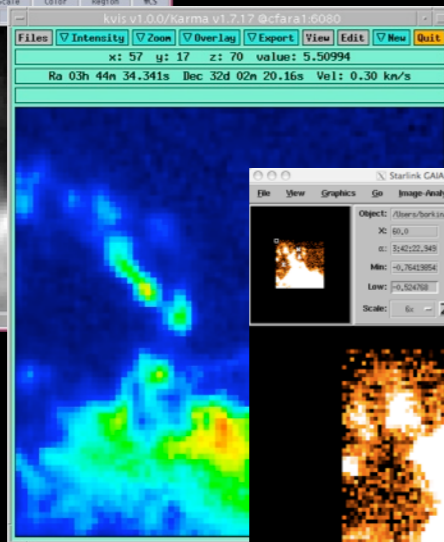 Scale Color Region WCS
kvis v1.0.0/Karma v1.7.17 @cfara1:6080
Files Intensity Zoom Overlay Export View Edit New Quit
x: 57 y: 17 z: 70 value: 5.50994
Ra 03h 44m 34.341s Dec 32d 02m 20.16s Vel: 0.30 km/s
Starlink GAIA
File View Graphics Go Image-Analy
Object: /Users/borkin
X: 60.0
α: 3:42:22.949
Min: -0.76419854
Low: -0.524768
Scale: 6x